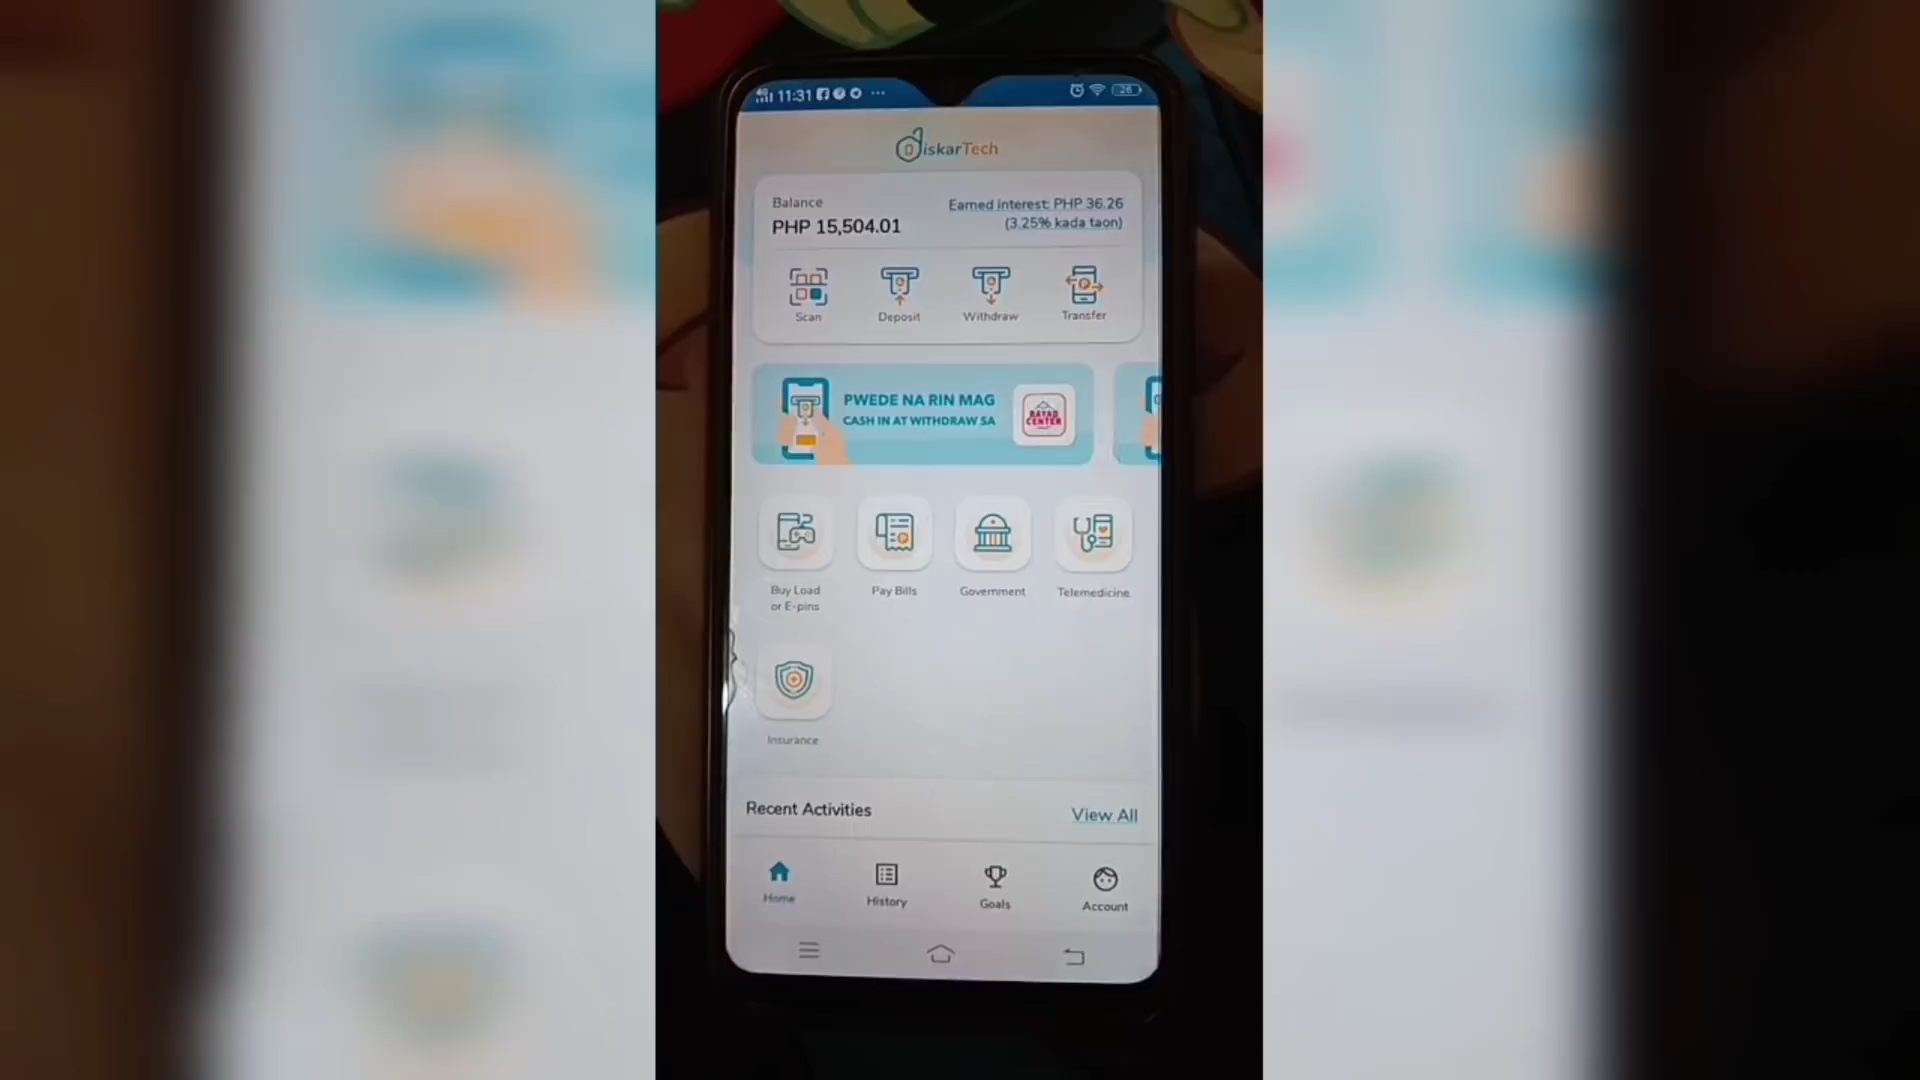 4G 11:31 ... 26
DiskarTech
Balance
PHP 15,504.01
Earned interest: PHP 36.26
(3.25% kada taon)
Scan
Deposit
Withdraw
Transfer
PWEDE NA RIN MAG
CASH IN AT WITHDRAW SA
BAYAD
CENTER
Buy Load
or E-pins
Pay Bills
Government
Telemedicine
Insurance
Recent Activities
View All
Home
History
Goals
Account